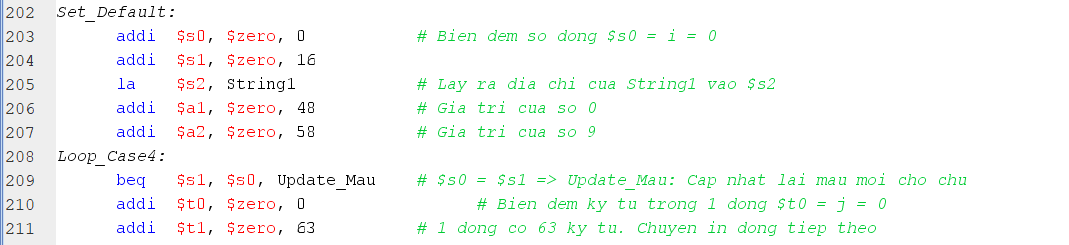 202 Set_Default:
203 addi $s0, $zero, 0 # Bien dem so dong $s0 = i = 0
204 addi $s1, $zero, 16
205 la $s2, String1 # Lay ra dia chi cua String1 vao $s2
206 addi $a1, $zero, 48 # Gia tri cua so 0
207 addi $a2, $zero, 58 # Gia tri cua so 9
208 Loop_Case4:
209 beq $s1, $s0, Update_Mau # $s0 = $s1 => Update_Mau: Cap nhat lai mau moi cho chu
210 addi $t0, $zero, 0 # Bien dem ky tu trong 1 dong $t0 = j = 0
211 addi $t1, $zero, 63 # 1 dong co 63 ky tu. Chuyen in dong tiep theo